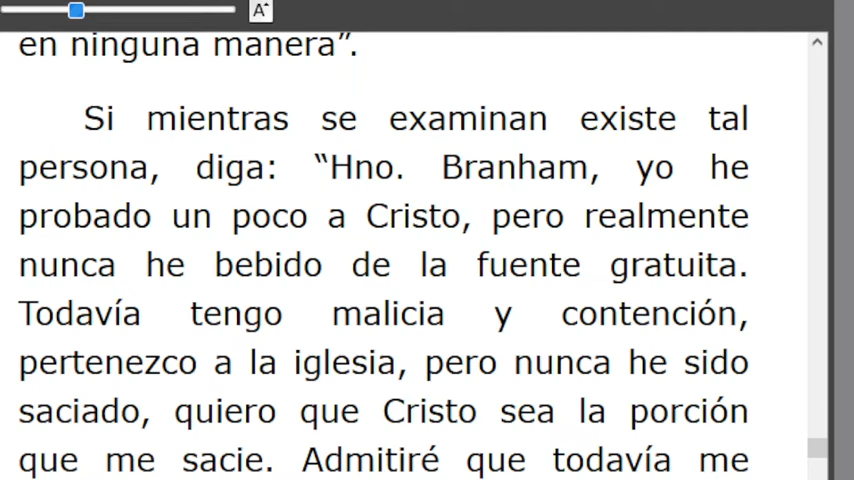 A
en ninguna manera”.
Si mientras se examinan existe tal
persona, diga: “Hno. Branham, yo he
probado un poco a Cristo, pero realmente
nunca he bebido de la fuente gratuita.
Todavía tengo malicia y contención,
pertenezco a la iglesia, pero nunca he sido
saciado, quiero que Cristo sea la porción
que me sacie. Admitiré que todavía me